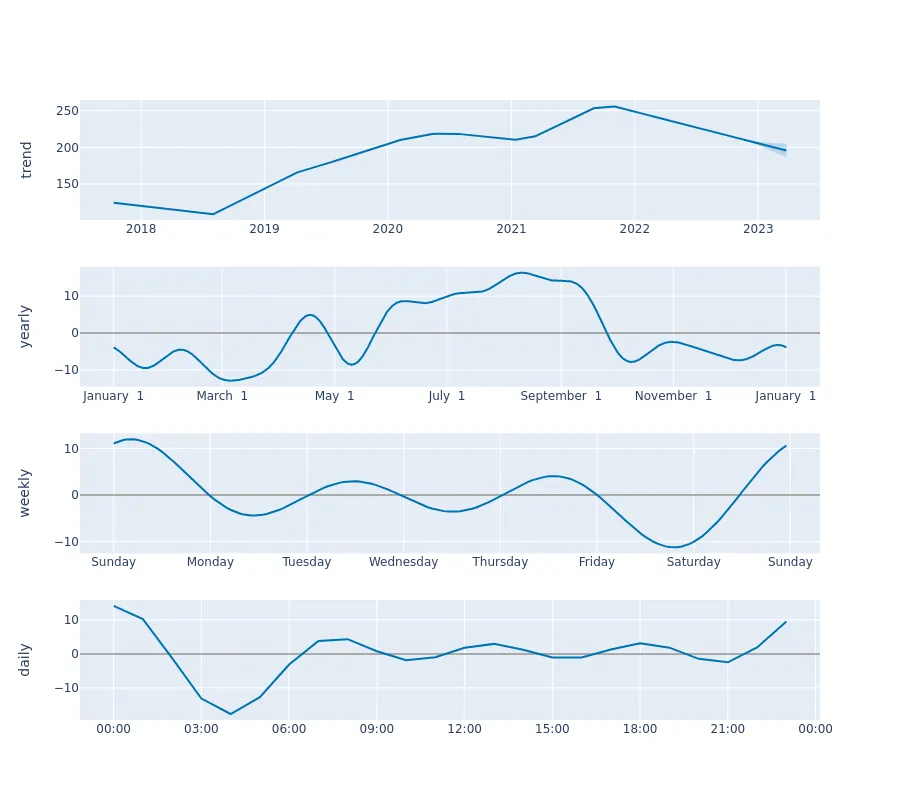 trend
250
200
150
2018 2019 2020 2021 2022 2023
yearly
10
0
−10
January 1 March 1 May 1 July 1 September 1 November 1 January 1
weekly
10
0
−10
Sunday Monday Tuesday Wednesday Thursday Friday Saturday Sunday
daily
10
0
−10
00:00 03:00 06:00 09:00 12:00 15:00 18:00 21:00 00:00